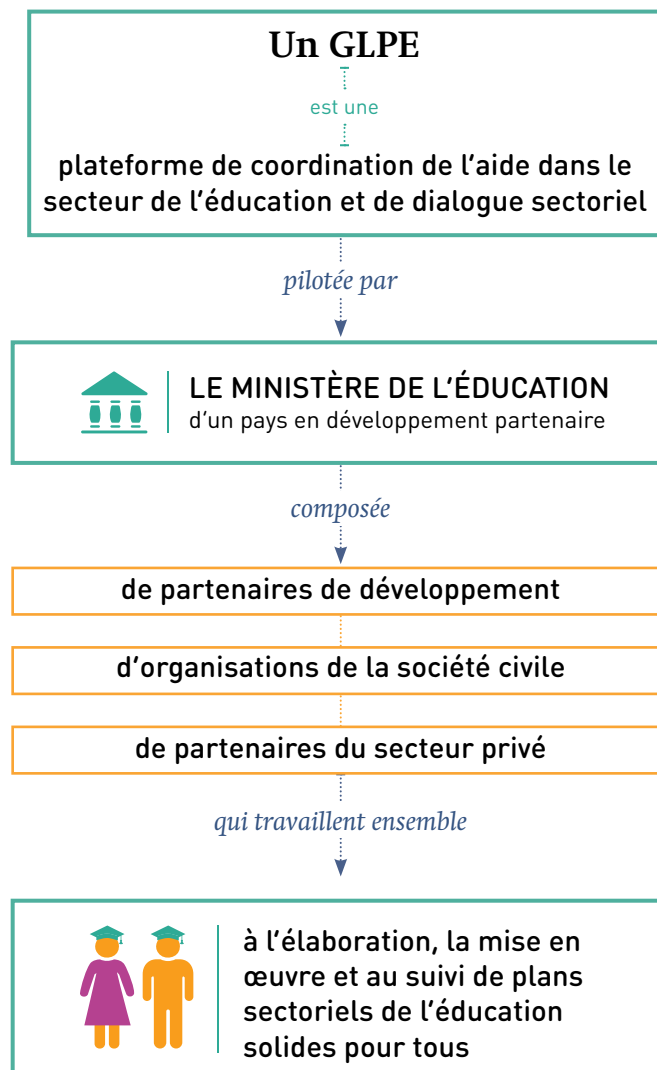 Un GLPE
est une
plateforme de coordination de l’aide dans le
secteur de l’éducation et de dialogue sectoriel
pilotée par
LE MINISTÈRE DE L’ÉDUCATION
d’un pays en développement partenaire
composée
de partenaires de développement
d’organisations de la société civile
de partenaires du secteur privé
qui travaillent ensemble
à l’élaboration, la mise en
œuvre et au suivi de plans
sectoriels de l’éducation
solides pour tous